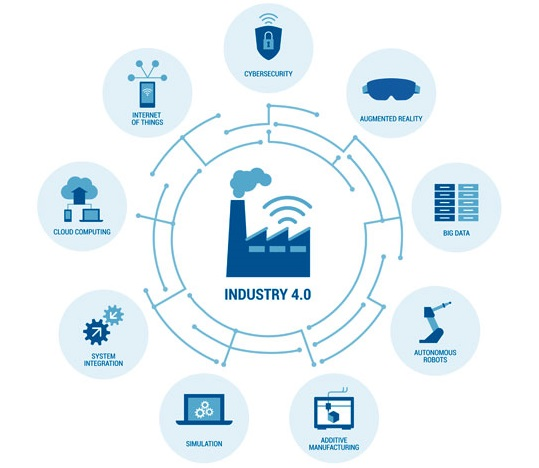 CYBERSECURITY
AUGMENTED REALITY
BIG DATA
AUTONOMOUS
ROBOTS
ADDITIVE
MANUFACTURING
SIMULATION
SYSTEM
INTEGRATION
CLOUD COMPUTING
INTERNET
OF THINGS
INDUSTRY 4.0